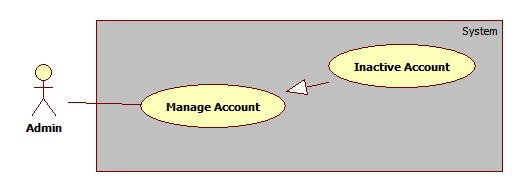 System
Inactive Account
Manage Account
Admin